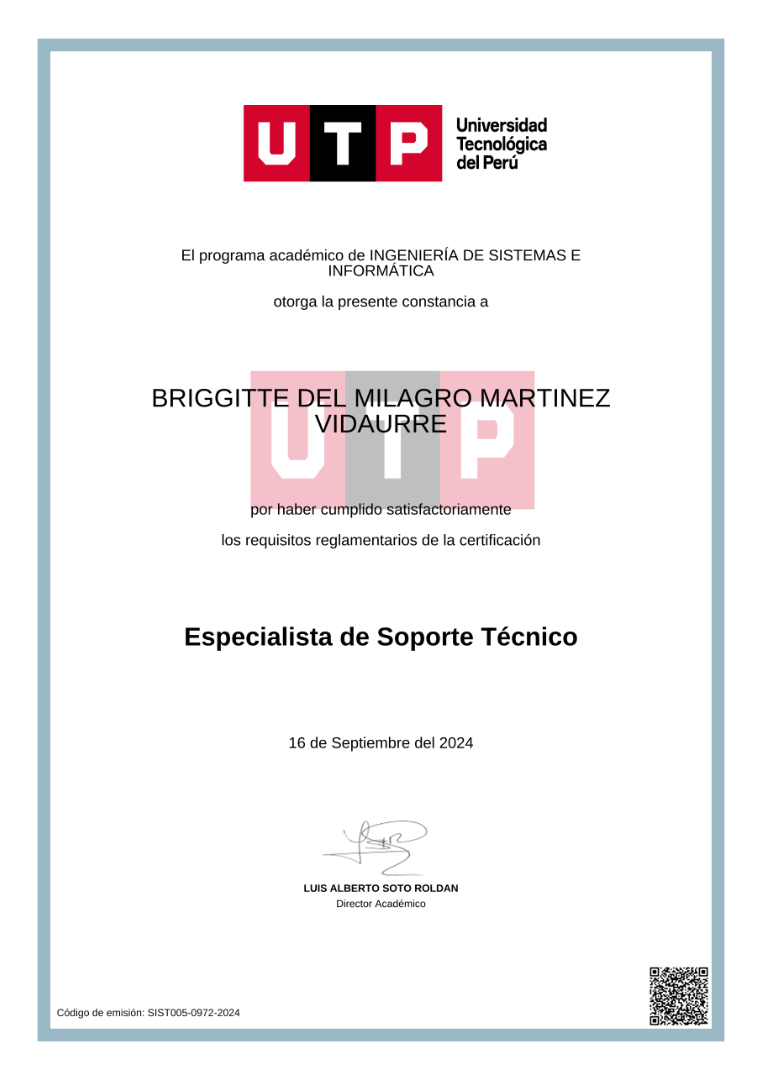 UTP
Universidad
Tecnológica
del Perú
El programa académico de INGENIERÍA DE SISTEMAS E
INFORMÁTICA
otorga la presente constancia a
UTP
BRIGGITTE DEL MILAGRO MARTINEZ
VIDAURRE
por haber cumplido satisfactoriamente
los requisitos reglamentarios de la certificación
Especialista de Soporte Técnico
16 de Septiembre del 2024
LUIS ALBERTO SOTO ROLDAN
Director Académico
Código de emisión: SIST005-0972-2024